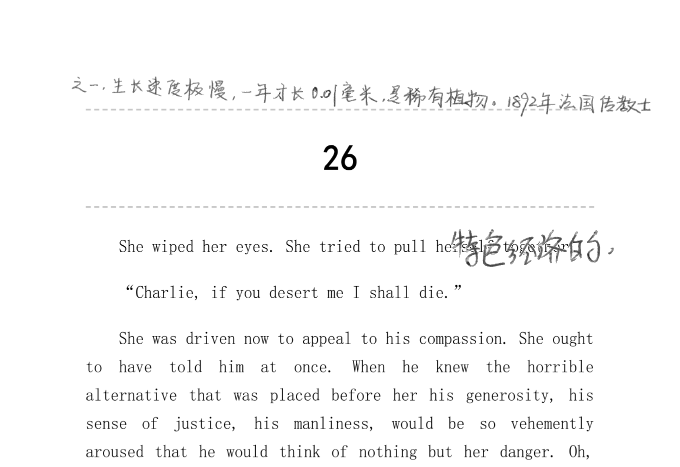 之一,生长速度极慢,一年才长0.01毫米,是稀有植物。1892年法国传教士
26
She wiped her eyes. She tried to pull
特色经济的,
“Charlie, if you desert me I shall die.”
She was driven now to appeal to his compassion. She ought
to have told him at once. When he knew the horrible
alternative that was placed before her his generosity, his
sense of justice, his manliness, would be so vehemently
aroused that he would think of nothing but her danger. Oh,